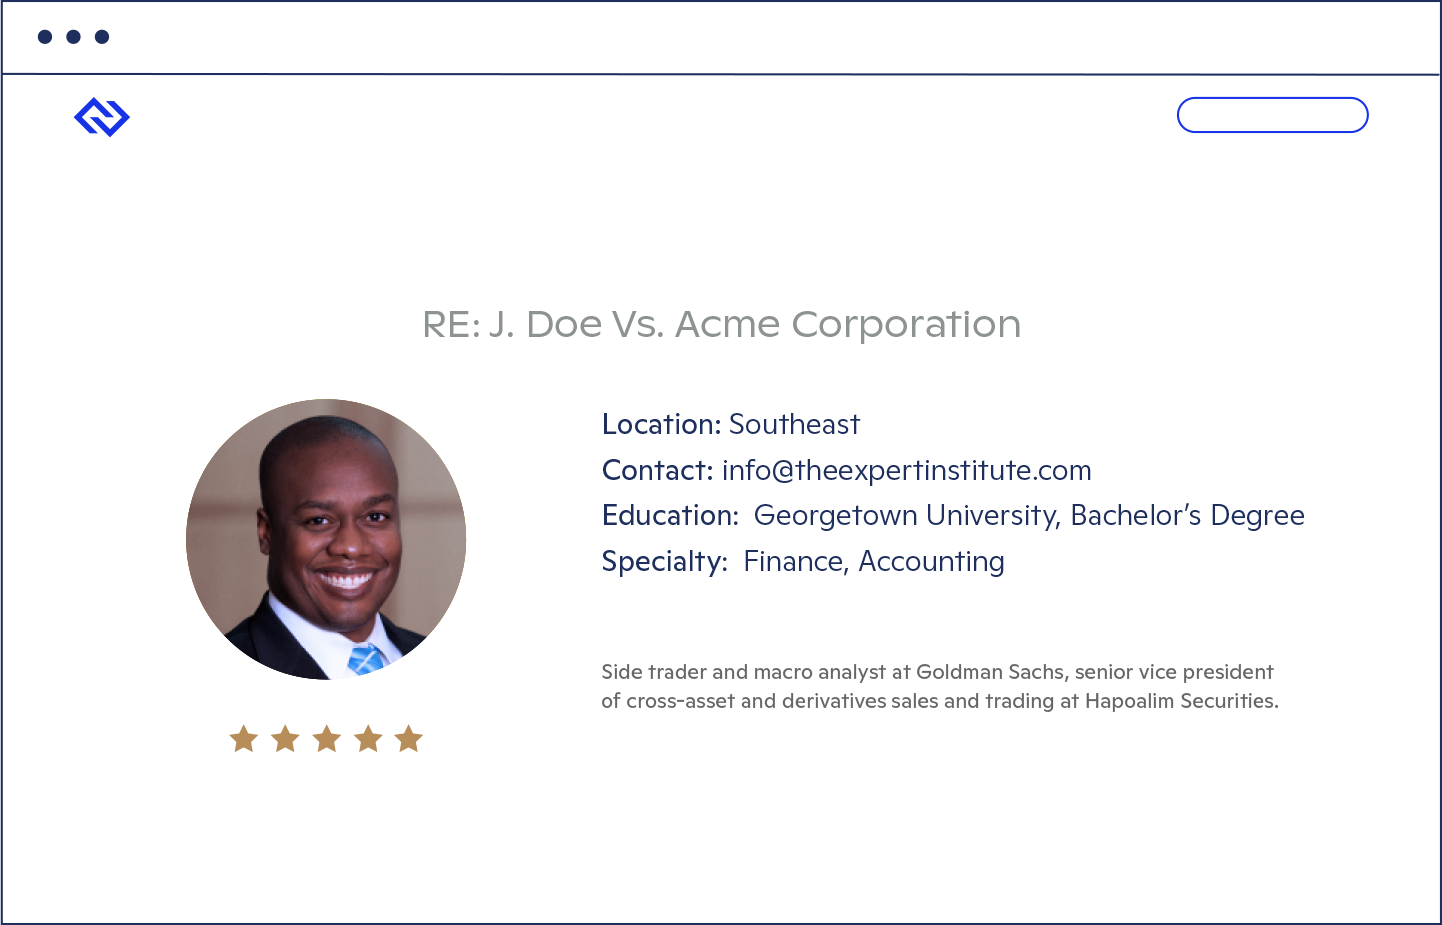 RE: J. Doe Vs. Acme Corporation
Location: Southeast
Contact: info@theexpertinstitute.com
Education: Georgetown University, Bachelor’s Degree
Specialty: Finance, Accounting
Side trader and macro analyst at Goldman Sachs, senior vice president
of cross-asset and derivatives sales and trading at Hapoalim Securities.